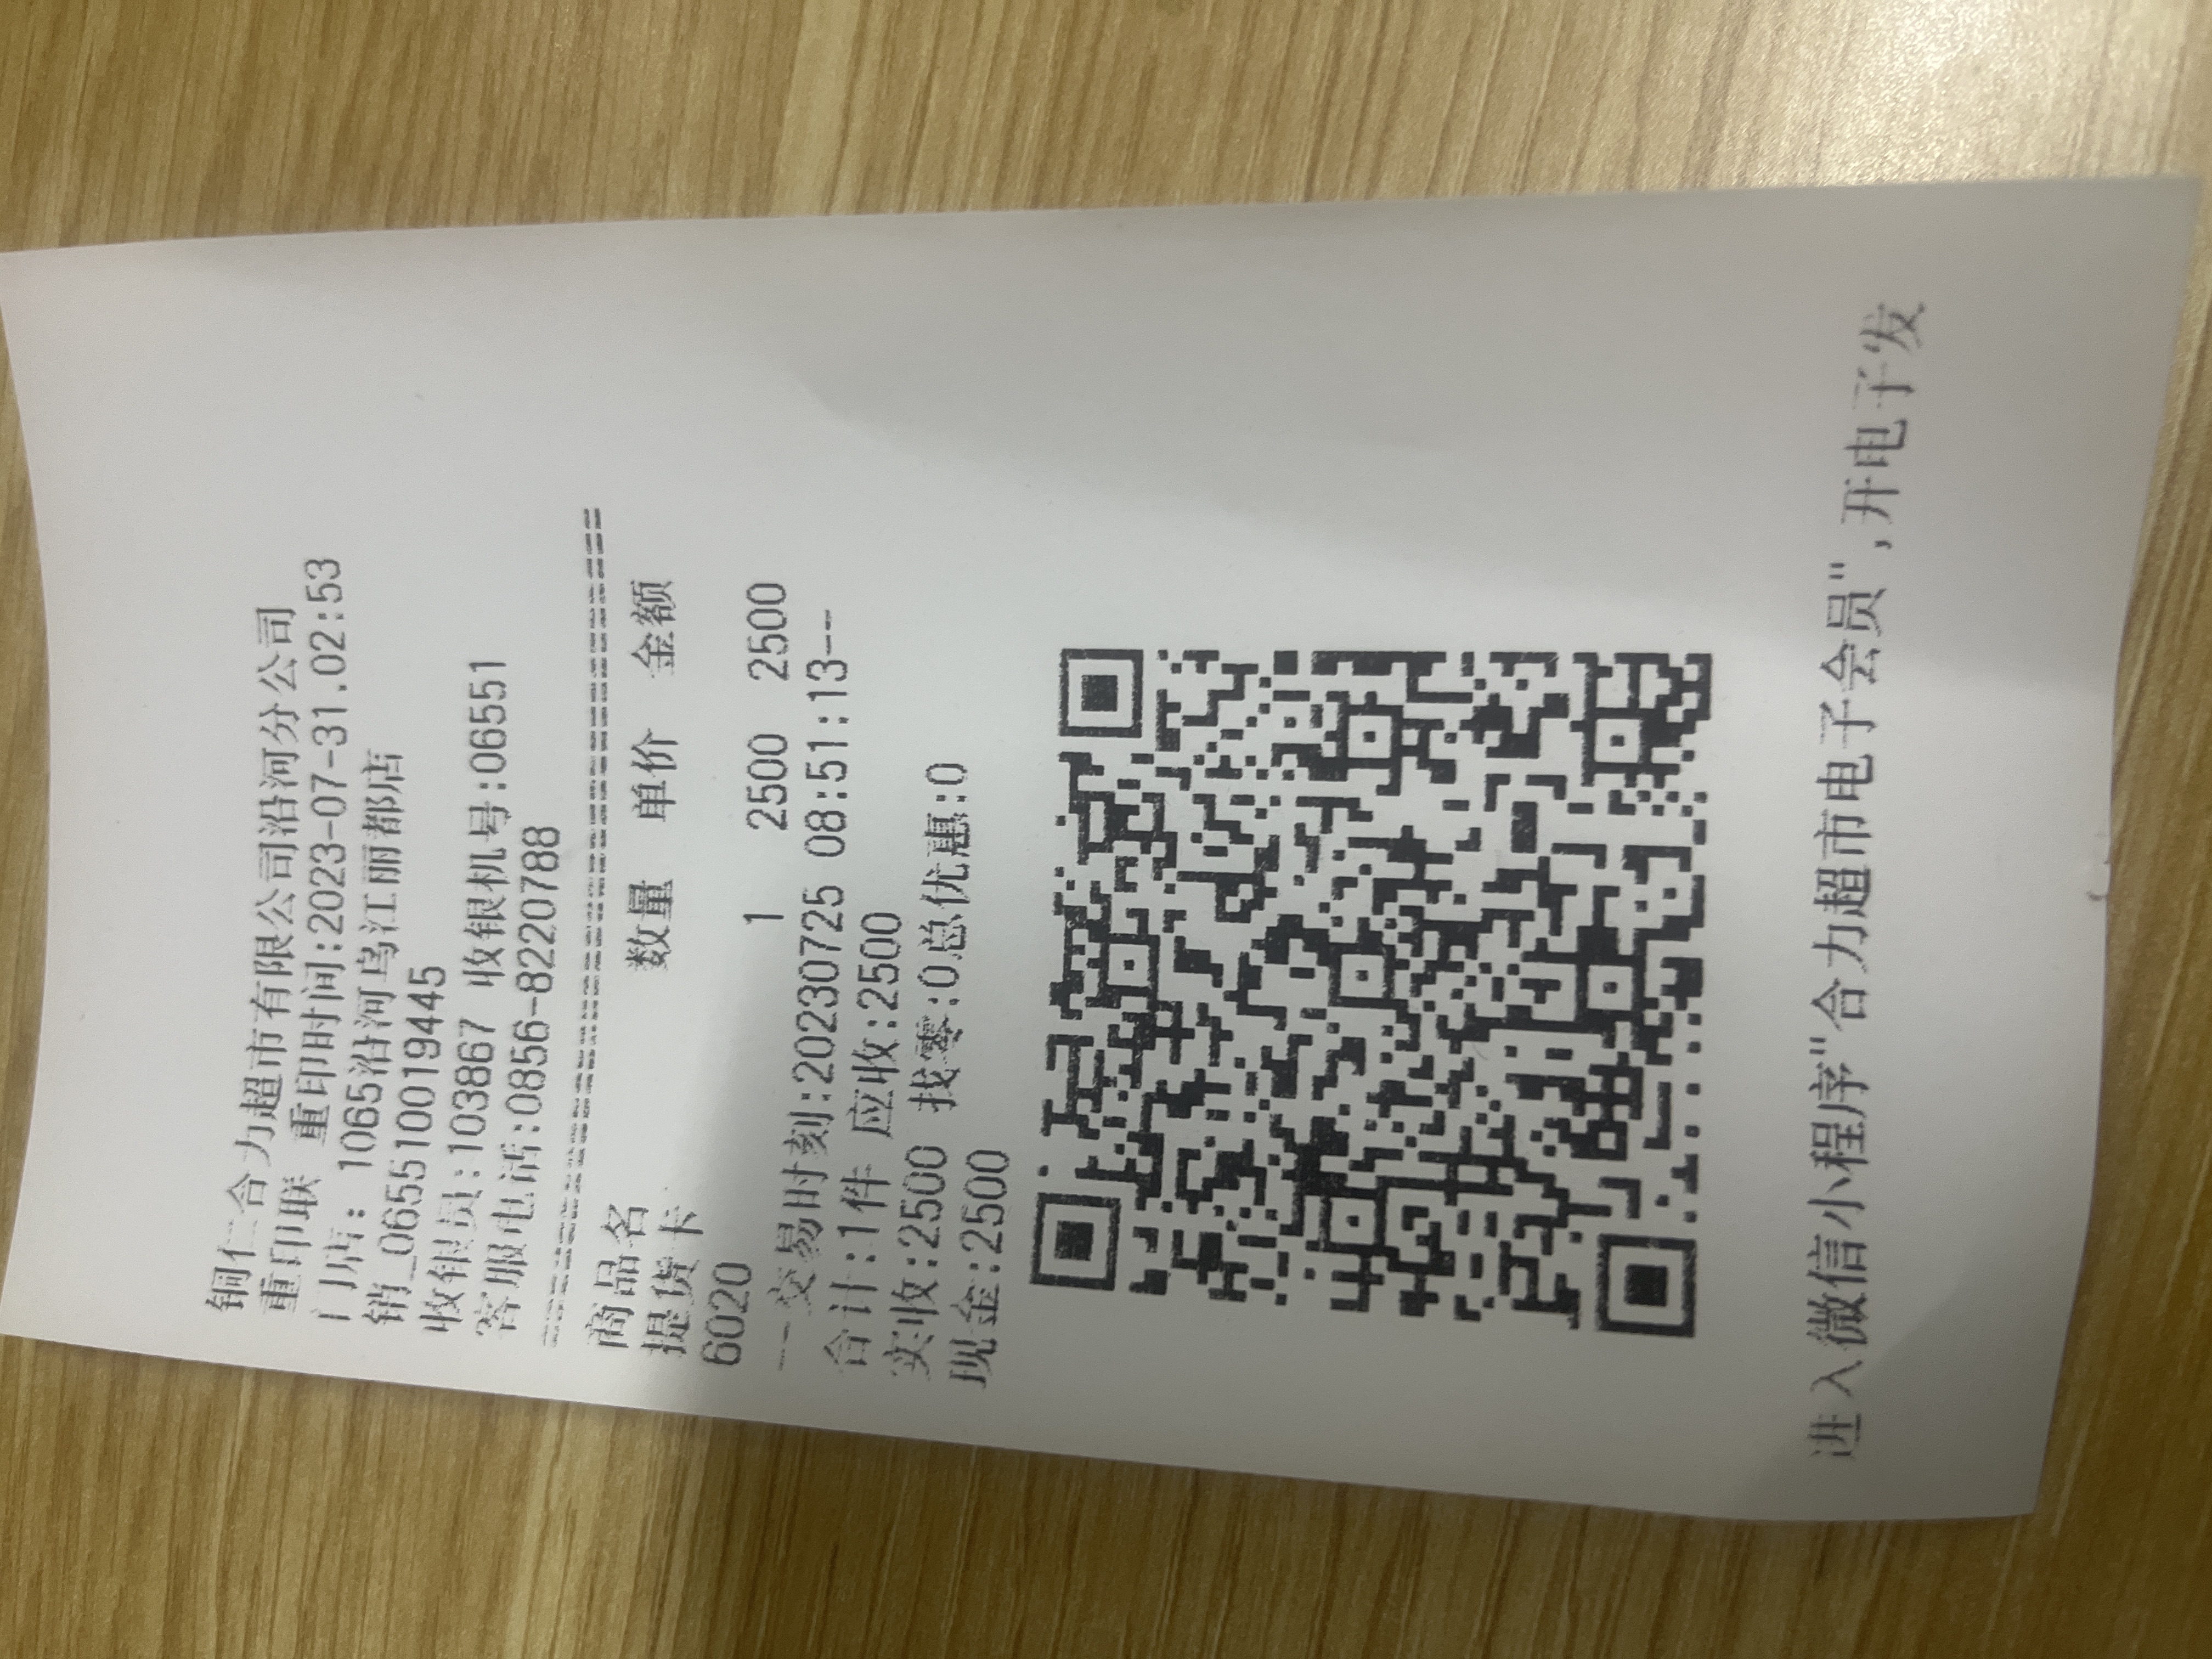 铜仁合力超市有限公司沿河分公司
重印联 重印时间:2023-07-31.02:53
门店: 1065沿河乌江丽都店
销_065510019445
收银员:103867 收银机号:06551
客服电话:0856-8220788
================================
商品名 数量 单价 金额
提货卡
6020 1 2500 2500
--交易时刻:20230725 08:51:13--
合计:1件 应收:2500
实收:2500 找零:0总优惠:0
现金:2500
进入微信小程序"合力超市电子会员",开电子发